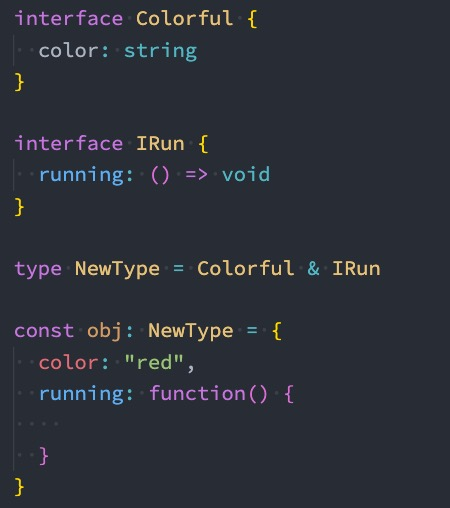 interface Colorful {
  color: string
}

interface IRun {
  running: () => void
}

type NewType = Colorful & IRun

const obj: NewType = {
  color: "red",
  running: function() {
    
  }
}